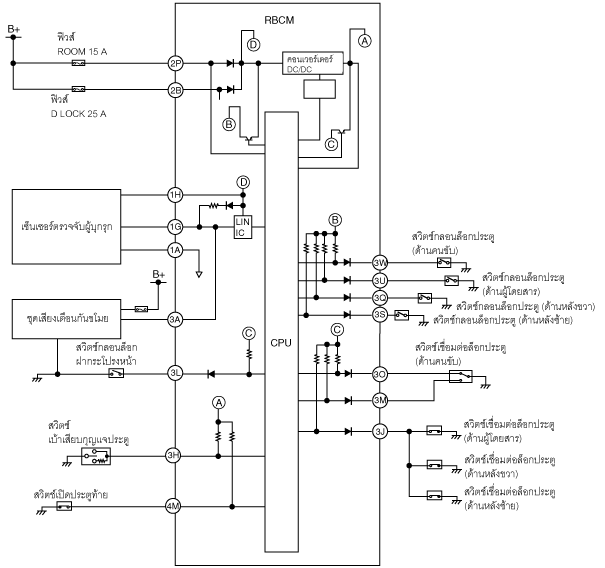 RBCM
B+
ฟิวส์
ROOM 15 A
2P
D
A
คอนเวอร์เตอร์
DC/DC
2B
ฟิวส์
D LOCK 25 A
B
C
1H
D
เซ็นเซอร์ตรวจจับผู้บุกรุก
1G
LIN
IC
1A
B
สวิตช์กลอนล็อกประตู
(ด้านคนขับ)
3W
B+
3U
สวิตช์กลอนล็อกประตู
(ด้านผู้โดยสาร)
3Q
สวิตช์กลอนล็อกประตู (ด้านหลังขวา)
ชุดเสียงเตือนกันขโมย
3A
3S
สวิตช์กลอนล็อกประตู (ด้านหลังซ้าย)
C
C
CPU
สวิตช์กลอนล็อก
ฝากระโปรงหน้า
3L
สวิตช์เชื่อมต่อล็อกประตู
(ด้านคนขับ)
3O
A
3M
สวิตช์
เบ้าเสียบกุญแจประตู
3H
3J
สวิตช์เชื่อมต่อล็อกประตู
(ด้านผู้โดยสาร)
สวิตช์เชื่อมต่อล็อกประตู
(ด้านหลังขวา)
สวิตช์เปิดประตูท้าย
4M
สวิตช์เชื่อมต่อล็อกประตู
(ด้านหลังซ้าย)